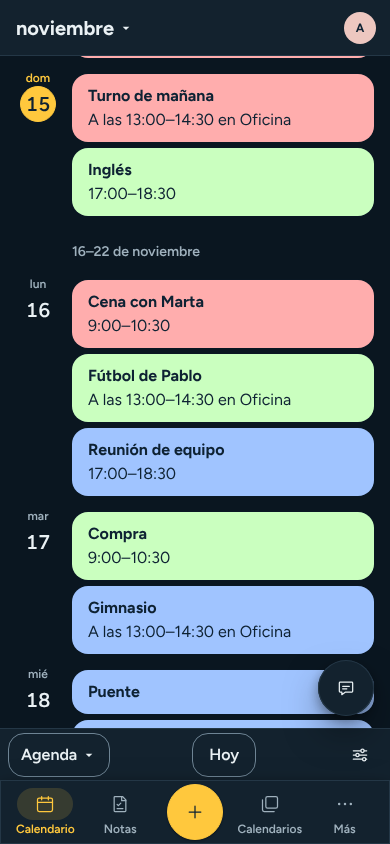 noviembre
A
dom
15
Turno de mañana
A las 13:00–14:30 en Oficina
Inglés
17:00–18:30
16–22 de noviembre
lun
16
Cena con Marta
9:00–10:30
Fútbol de Pablo
A las 13:00–14:30 en Oficina
Reunión de equipo
17:00–18:30
mar
17
Compra
9:00–10:30
Gimnasio
A las 13:00–14:30 en Oficina
mié
18
Puente
Agenda
Hoy
Calendario
Notas
Calendarios
Más